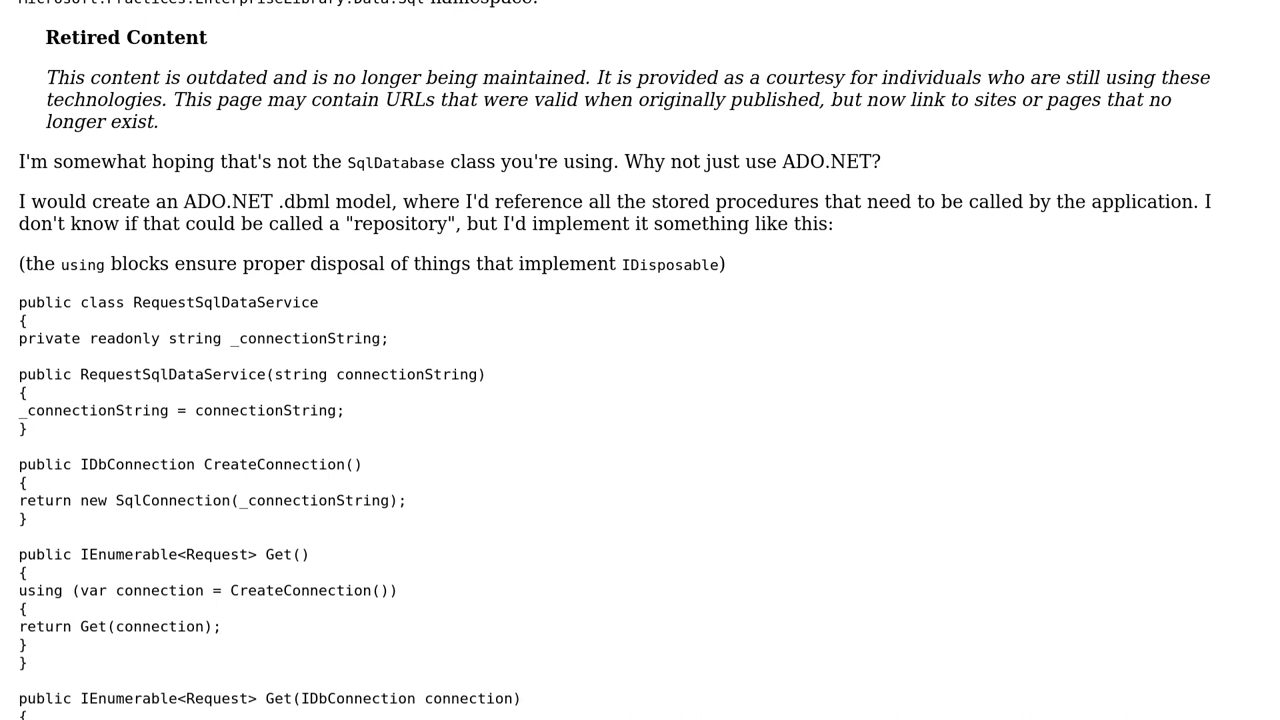 Microsoft.Practices.EnterpriseLibrary.Data.Sql namespace.
Retired Content
This content is outdated and is no longer being maintained. It is provided as a courtesy for individuals who are still using these
technologies. This page may contain URLs that were valid when originally published, but now link to sites or pages that no
longer exist.
I'm somewhat hoping that's not the SqlDatabase class you're using. Why not just use ADO.NET?
I would create an ADO.NET .dbml model, where I'd reference all the stored procedures that need to be called by the application. I
don't know if that could be called a "repository", but I'd implement it something like this:
(the using blocks ensure proper disposal of things that implement IDisposable)
public class RequestSqlDataService
{
private readonly string _connectionString;
public RequestSqlDataService(string connectionString)
{
_connectionString = connectionString;
}
public IDbConnection CreateConnection()
{
return new SqlConnection(_connectionString);
}
public IEnumerable<Request> Get()
{
using (var connection = CreateConnection())
{
return Get(connection);
}
}
public IEnumerable<Request> Get(IDbConnection connection)
{